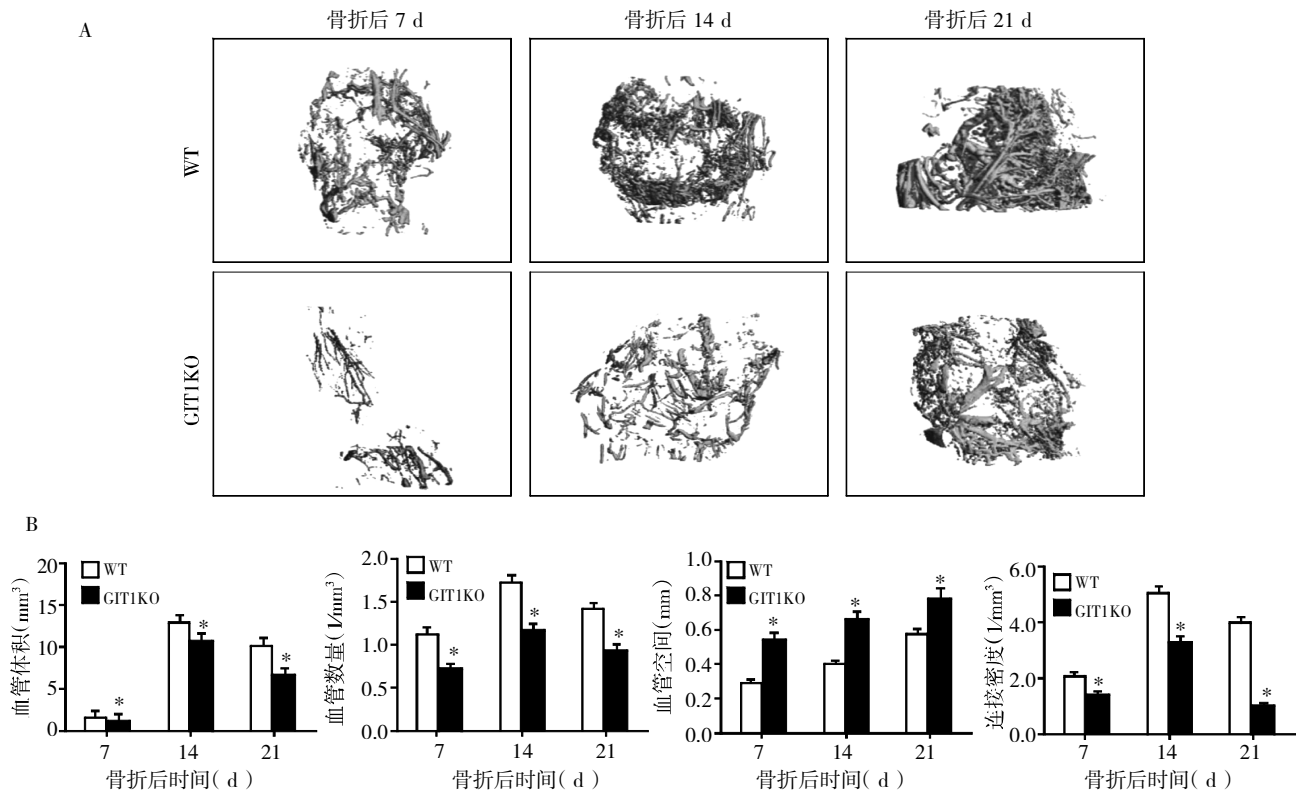 A
骨折后 7 d
骨折后 14 d
骨折后 21 d
WT
GIT1KO
B
血管体积(mm³)
20
15
10
5
0
WT
GIT1KO
*
*
*
7
14
21
骨折后时间( d )
血管数量(1/mm³)
2.0
1.5
1.0
0.5
0.0
WT
GIT1KO
*
*
*
7
14
21
骨折后时间( d )
血管空间(mm)
1.0
0.8
0.6
0.4
0.2
0.0
WT
GIT1KO
*
*
*
7
14
21
骨折后时间( d )
连接密度(1/mm³)
6.0
4.0
2.0
0.0
WT
GIT1KO
*
*
*
7
14
21
骨折后时间( d )